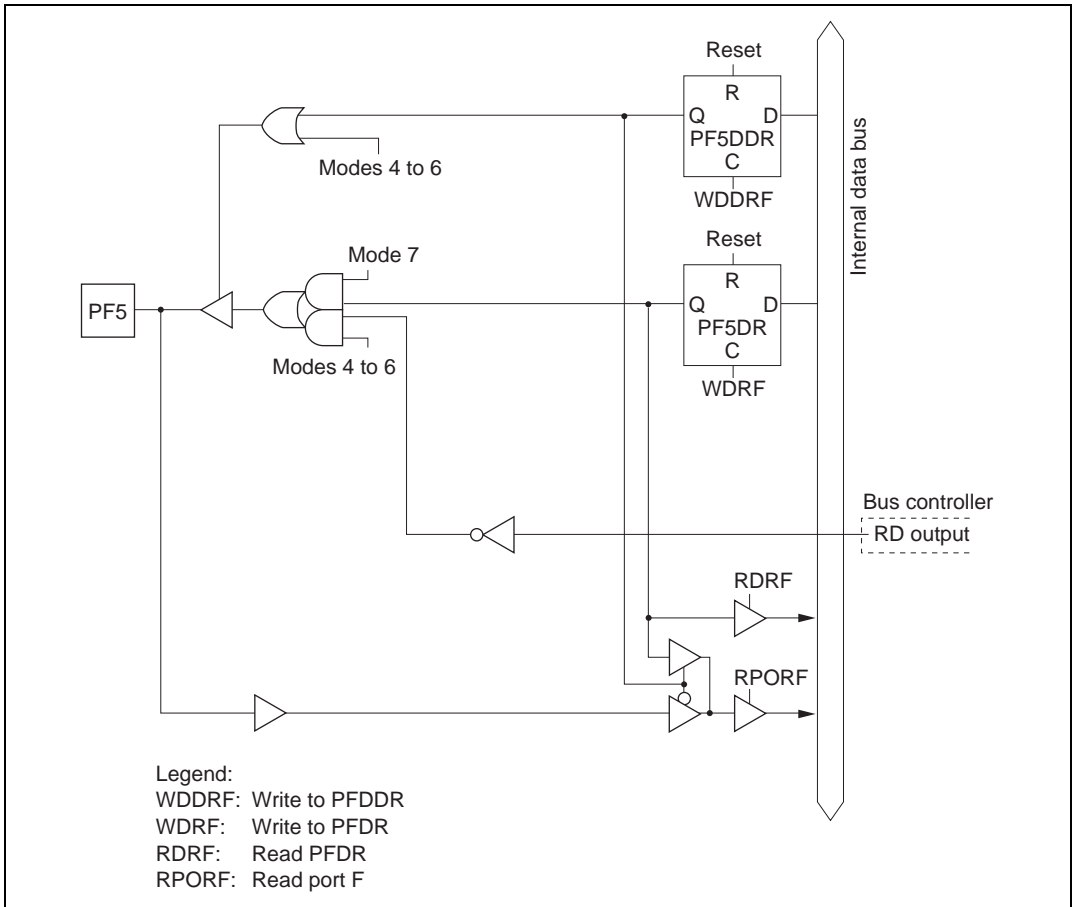 Reset
R
Q D
PF5DDR
C
WDDRF
Modes 4 to 6
Internal data bus
Reset
R
Q D
PF5DR
C
WDRF
Mode 7
PF5
Modes 4 to 6
Bus controller
RD output
RDRF
RPORF
Legend:
WDDRF: Write to PFDDR
WDRF: Write to PFDR
RDRF: Read PFDR
RPORF: Read port F